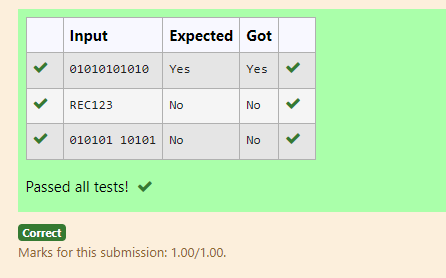 Input Expected Got
01010101010 Yes Yes
REC123 No No
010101 10101 No No
Passed all tests!
Correct
Marks for this submission: 1.00/1.00.